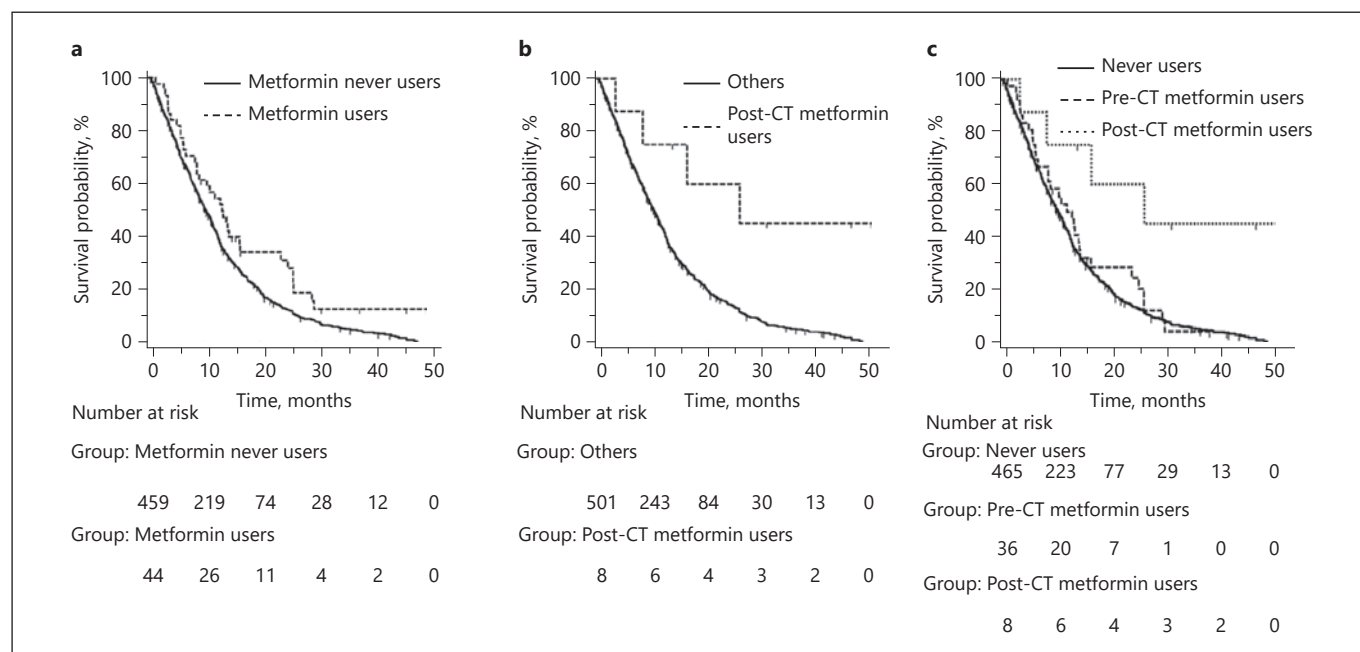 a
100
80
60
40
20
0
Survival probability, %
Metformin never users
Metformin users
0 10 20 30 40 50
Time, months
Number at risk
Group: Metformin never users
459 219 74 28 12 0
Group: Metformin users
44 26 11 4 2 0
b
100
80
60
40
20
0
Survival probability, %
Others
Post-CT metformin
users
0 10 20 30 40 50
Time, months
Number at risk
Group: Others
501 243 84 30 13 0
Group: Post-CT metformin users
8 6 4 3 2 0
c
100
80
60
40
20
0
Survival probability, %
Never users
Pre-CT metformin users
Post-CT metformin users
0 10 20 30 40 50
Time, months
Number at risk
Group: Never users
465 223 77 29 13 0
Group: Pre-CT metformin users
36 20 7 1 0 0
Group: Post-CT metformin users
8 6 4 3 2 0